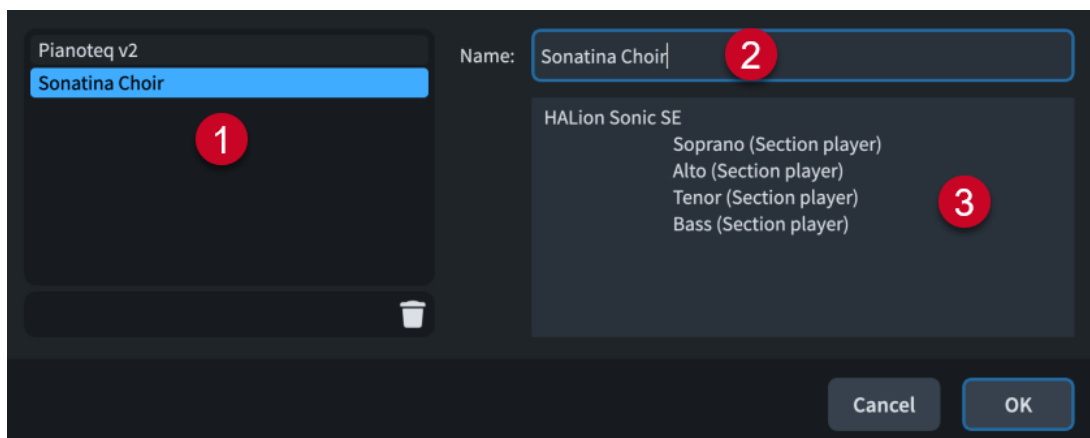 Pianoteq v2
Sonatina Choir
1
Name:
Sonatina Choir
2
HALion Sonic SE
Soprano (Section player)
Alto (Section player)
Tenor (Section player)
Bass (Section player)
3
Cancel
OK